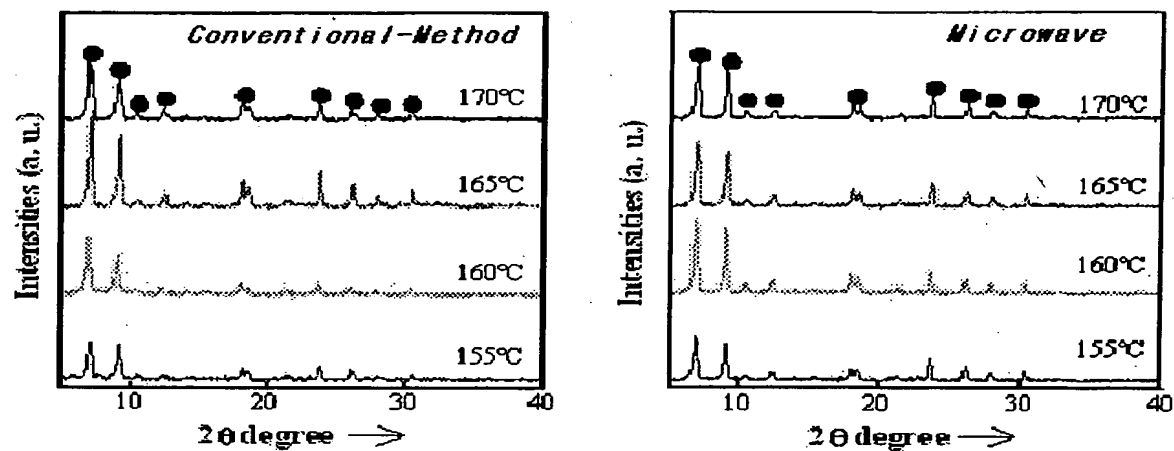 Conventional-Method
170℃
165℃
160℃
155℃
Intensities (a. u.)
10 20 30 40
2θ degree
Microwave
170℃
165℃
160℃
155℃
Intensities (a. u.)
10 20 30 40
2θ degree